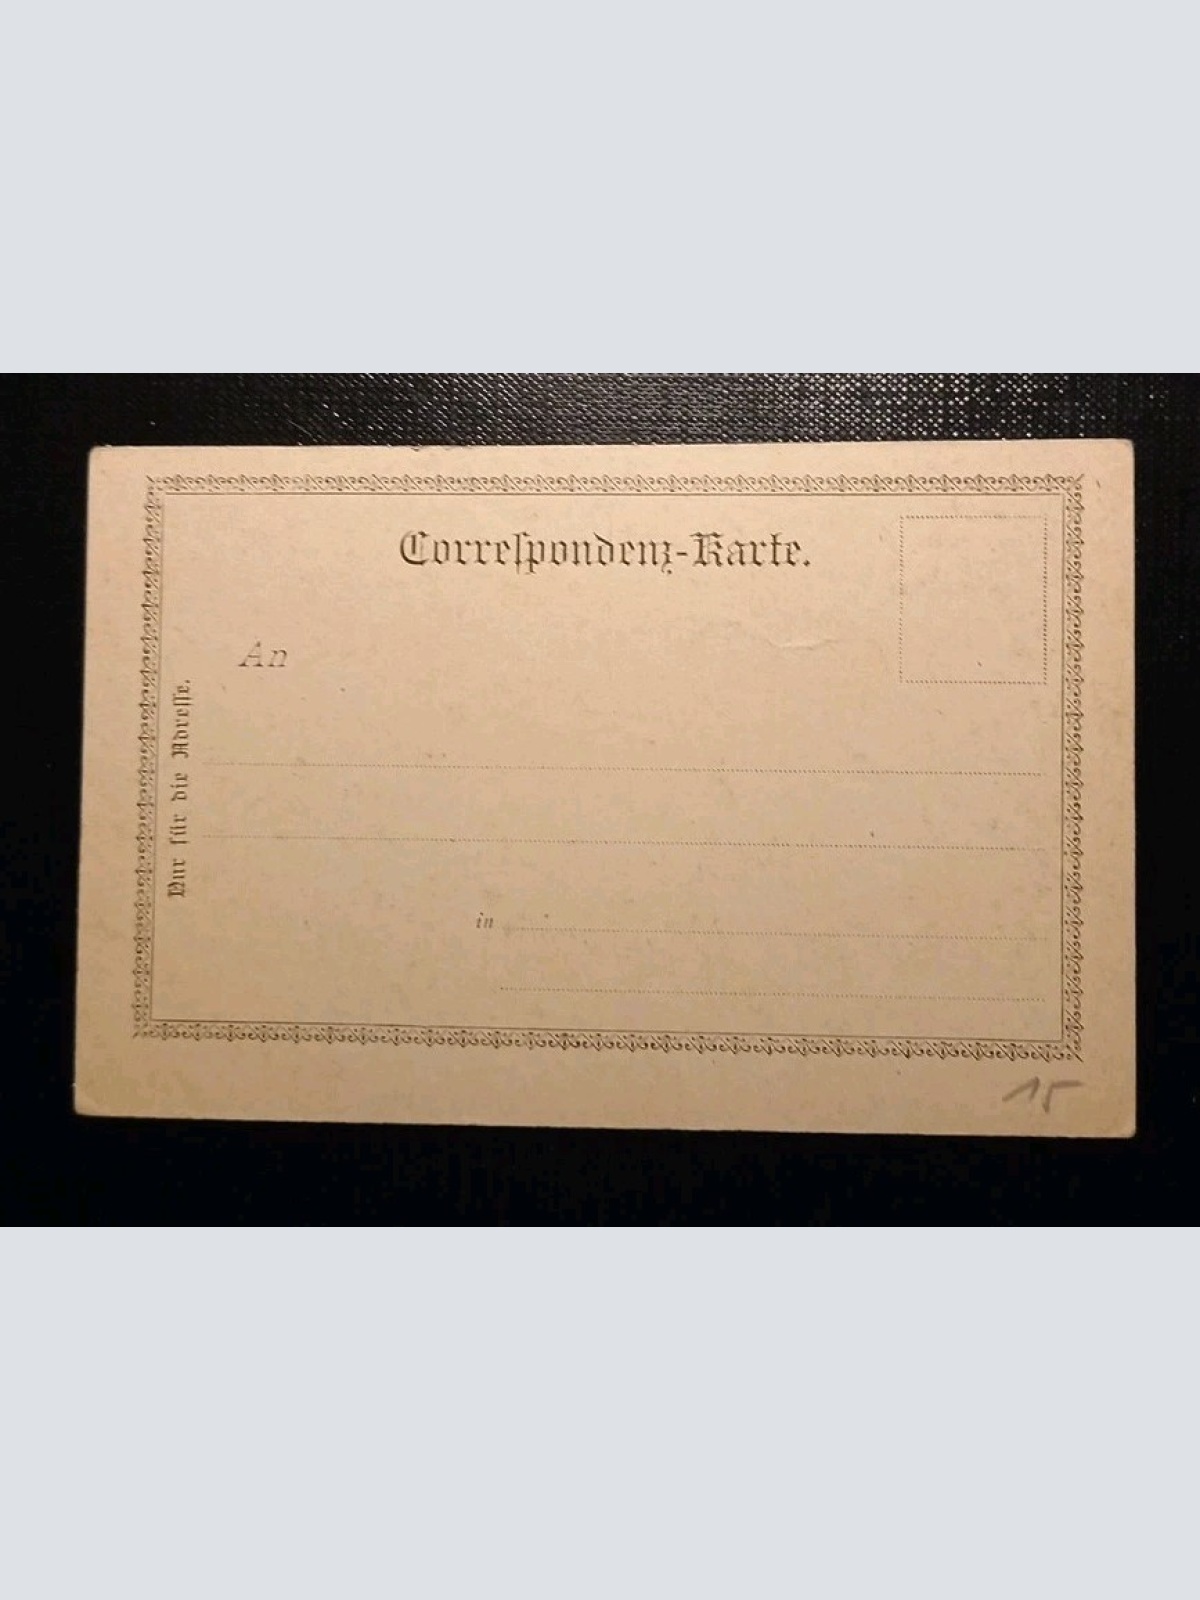 Correſpondenz-Karte.
An
Nur für die Adreſſe.
in
15